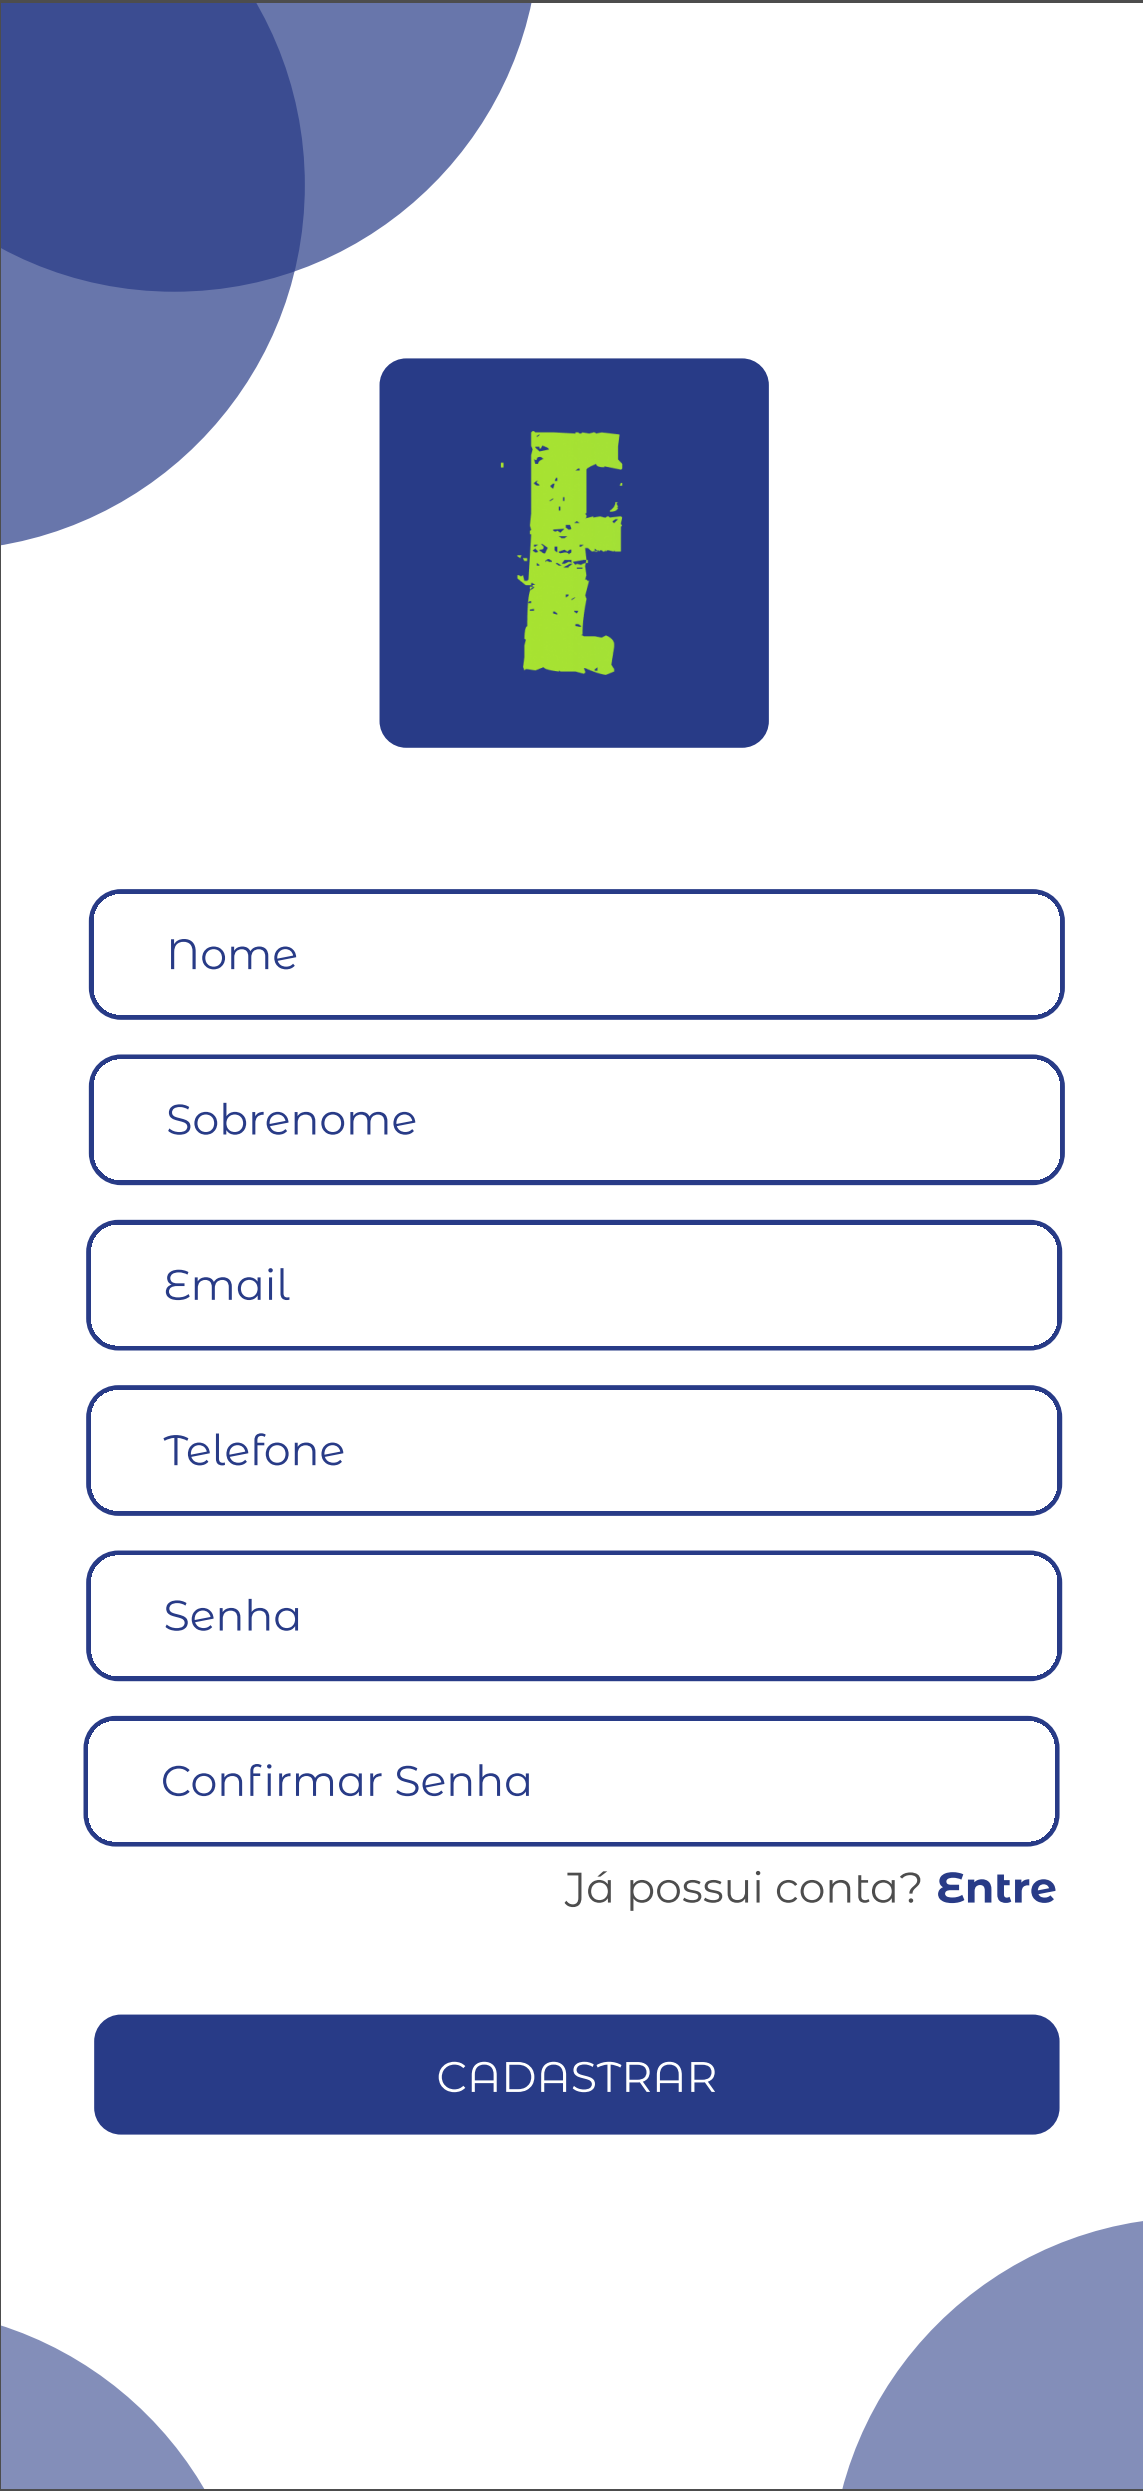 E
Nome
Sobrenome
Email
Telefone
Senha
Confirmar Senha
Já possui conta? Entre
CADASTRAR